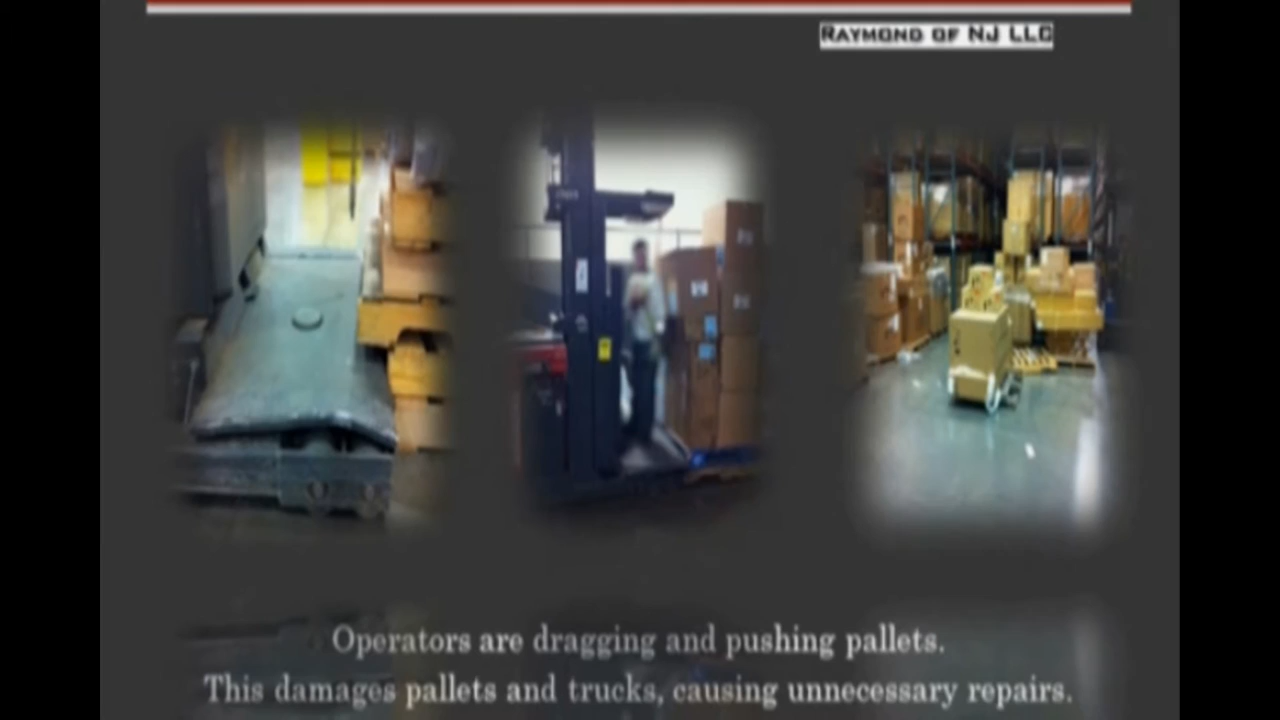 RAYMOND OF NJ LLC
Operators are dragging and pushing pallets.
This damages pallets and trucks, causing unnecessary repairs.